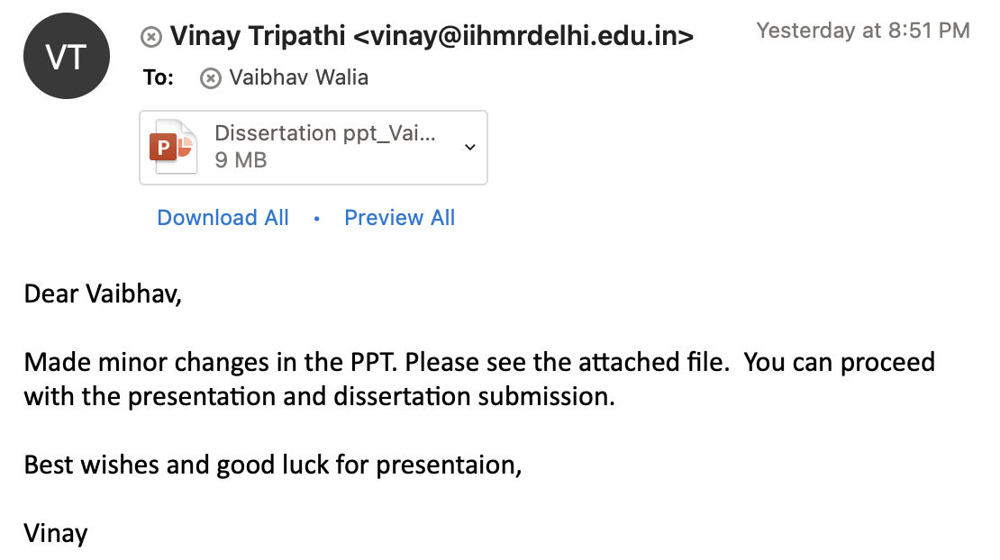 VT
Vinay Tripathi <vinay@iihmrdelhi.edu.in>
Yesterday at 8:51 PM
To: Vaibhav Walia
P
Dissertation ppt_Vai...
9 MB
Download All • Preview All
Dear Vaibhav,
Made minor changes in the PPT. Please see the attached file.  You can proceed
with the presentation and dissertation submission.
Best wishes and good luck for presentaion,
Vinay